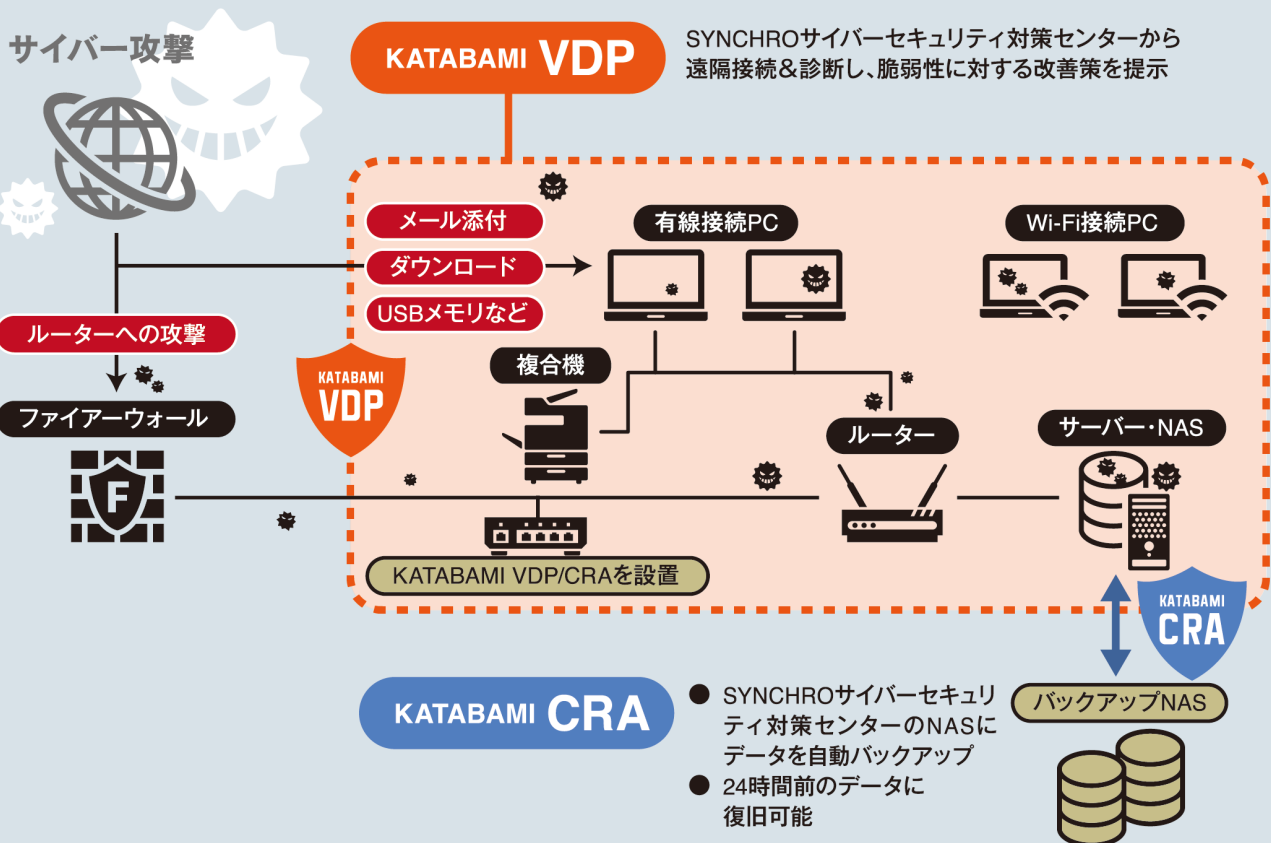 サイバー攻撃
KATABAMI VDP
SYNCHROサイバーセキュリティ対策センターから
遠隔接続&診断し、脆弱性に対する改善策を提示
メール添付
ダウンロード
USBメモリなど
有線接続PC
Wi-Fi接続PC
ルーターへの攻撃
ファイアーウォール
F
KATABAMI
VDP
複合機
ルーター
サーバー・NAS
KATABAMI VDP/CRAを設置
KATABAMI
CRA
KATABAMI CRA
● SYNCHROサイバーセキュリ
ティ対策センターのNASに
データを自動バックアップ
● 24時間前のデータに
復旧可能
バックアップNAS